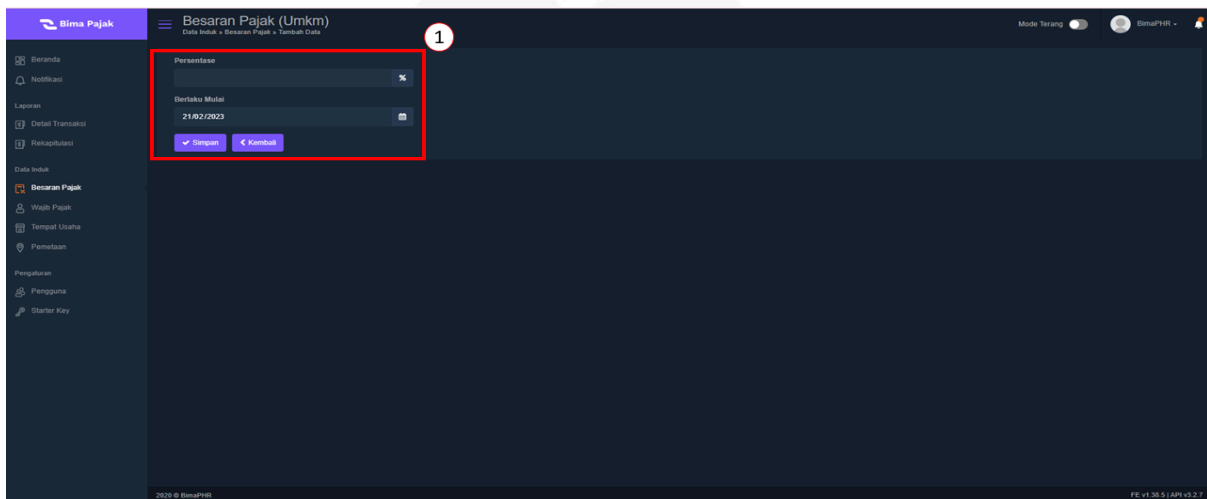 Bima Pajak
Besaran Pajak (Umkm)
Data Induk » Besaran Pajak » Tambah Data
Mode Terang
BimaPHR
1
Beranda
Notifikasi
Laporan
Detail Transaksi
Rekapitulasi
Data Induk
Besaran Pajak
Wajib Pajak
Tempat Usaha
Pemetaan
Pengaturan
Pengguna
Starter Key
Persentase
%
Berlaku Mulai
21/02/2023
Simpan
Kembali
2020 © BimaPHR
FE v1.38.5 | API v3.2.7